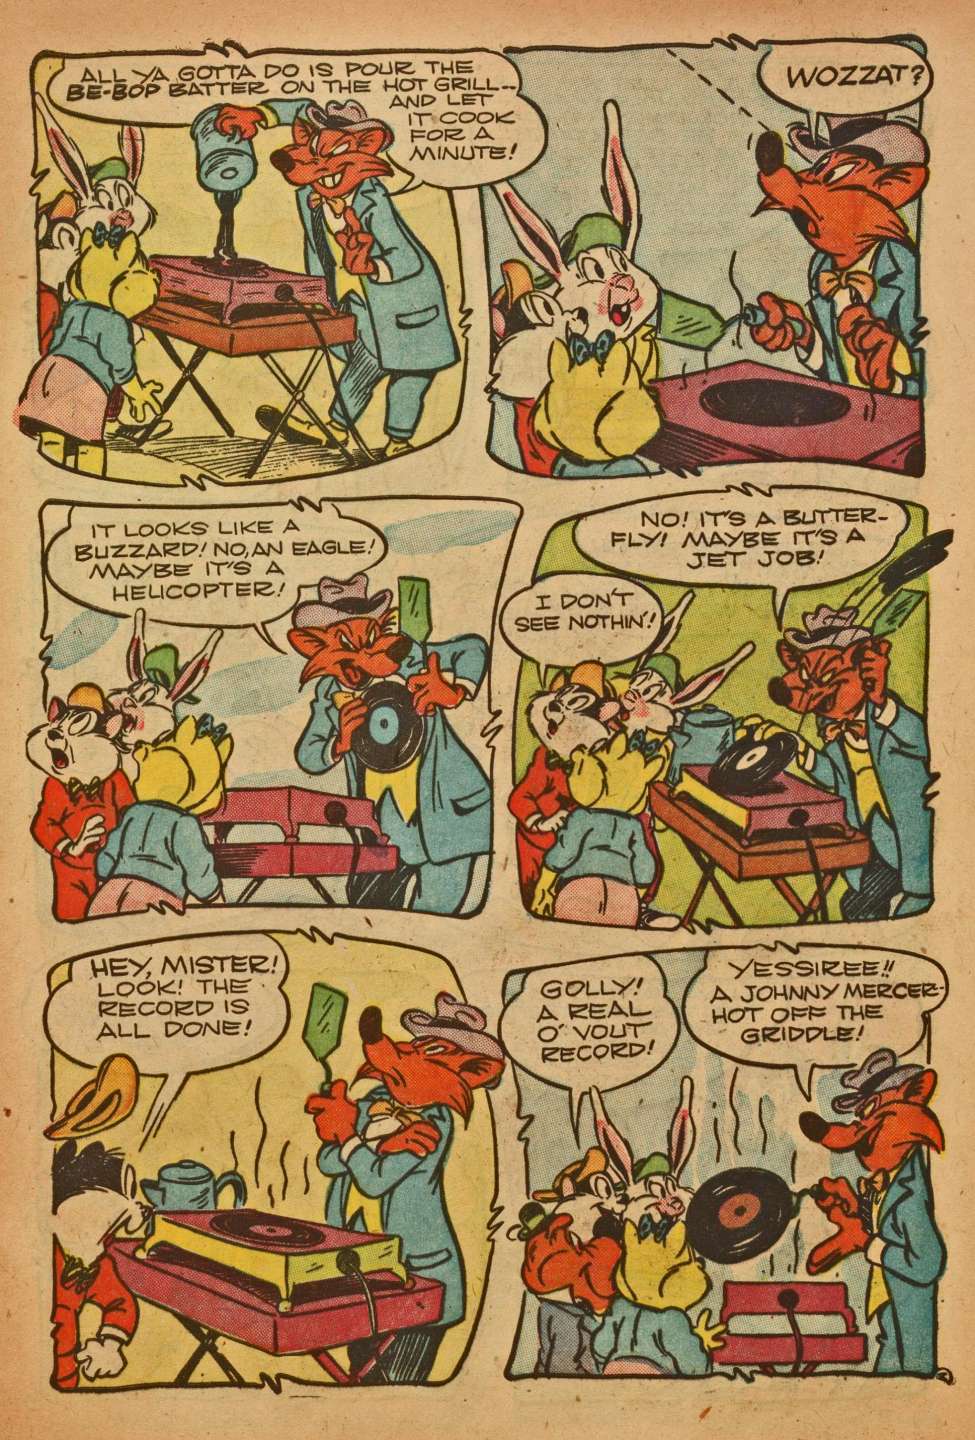 ALL YA GOTTA DO IS POUR THE
BE-BOP BATTER ON THE HOT GRILL--
AND LET
IT COOK
FOR A
MINUTE!
WOZZAT?
IT LOOKS LIKE A
BUZZARD! NO, AN EAGLE!
MAYBE IT'S A
HELICOPTER!
I DON'T
SEE NOTHIN'!
NO! IT'S A BUTTER-
FLY! MAYBE IT'S A
JET JOB!
HEY, MISTER!
LOOK! THE
RECORD IS
ALL DONE!
GOLLY!
A REAL
O' VOUT
RECORD!
YESSIREE!!
A JOHNNY MERCER-
HOT OFF THE
GRIDDLE!